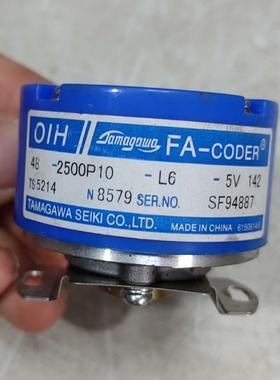 OIH Tamagawa FA-CODER®
48 -2500P10 -L6 -5V 142
TS5214 N8579 SER.NO. SF94887
TAMAGAWA SEIKI CO.,LTD. MADE IN CHINA